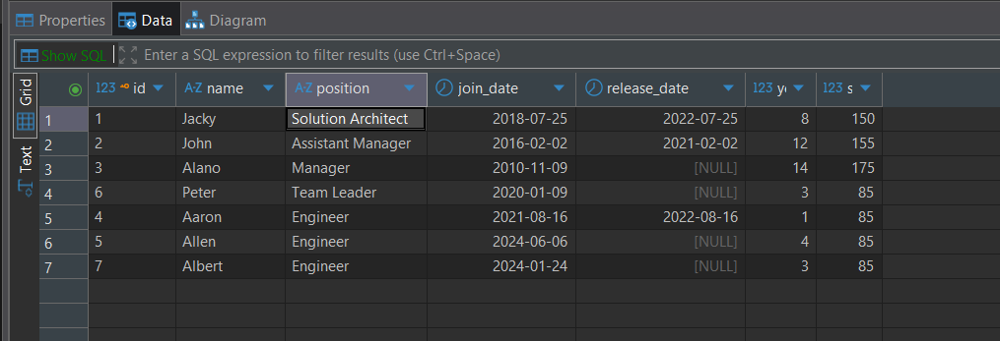 Properties Data Diagram
Show SQL Enter a SQL expression to filter results (use Ctrl+Space)
Grid
Text
123 id A-Z name A-Z position join_date release_date 123 ye 123 s
1 1 Jacky Solution Architect 2018-07-25 2022-07-25 8 150
2 2 John Assistant Manager 2016-02-02 2021-02-02 12 155
3 3 Alano Manager 2010-11-09 [NULL] 14 175
4 6 Peter Team Leader 2020-01-09 [NULL] 3 85
5 4 Aaron Engineer 2021-08-16 2022-08-16 1 85
6 5 Allen Engineer 2024-06-06 [NULL] 4 85
7 7 Albert Engineer 2024-01-24 [NULL] 3 85